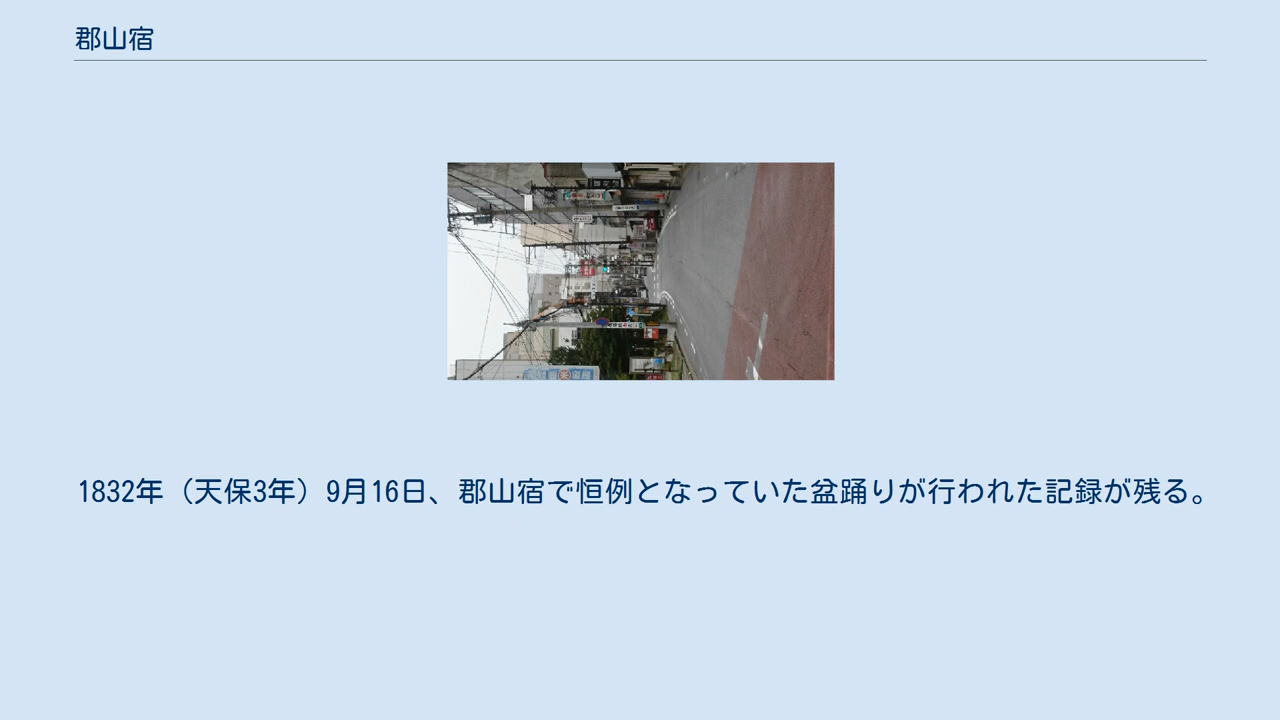 郡山宿
1832年（天保3年）9月16日、郡山宿で恒例となっていた盆踊りが行われた記録が残る。